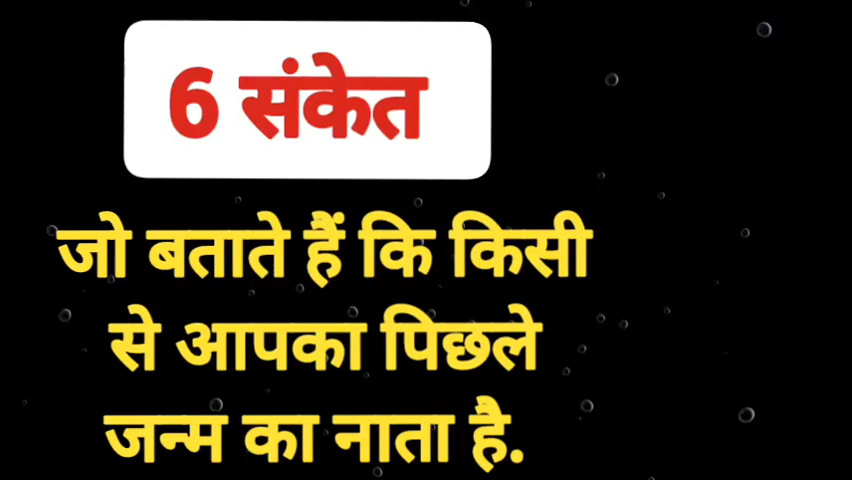 6 संकेत
जो बताते हैं कि किसी
से आपका पिछले
जन्म का नाता है.